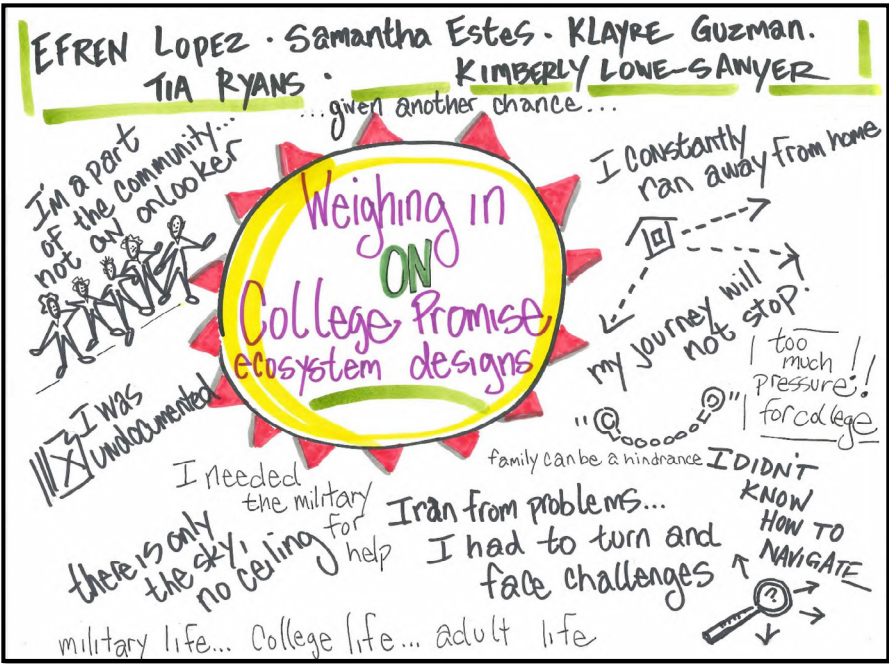 EFREN LOPEZ · Samantha Estes · KLAYRE GUZMAN.
TIA RYANS · KIMBERLY LOWE-SAWYER
...given another chance...
I'm a part
of the community...
not an onlooker
Weighing in
ON
College Promise
ecosystem designs
I constantly
ran away from home
my journey will
not stop!
too
much
pressure!
for college
I was
undocumented
family can be a hindrance
I DIDN'T
KNOW
HOW TO
NAVIGATE
?
I needed
the military
for
help
there is only
the sky,
no ceiling
I ran from problems...
I had to turn and
face challenges
military life... College life... adult life